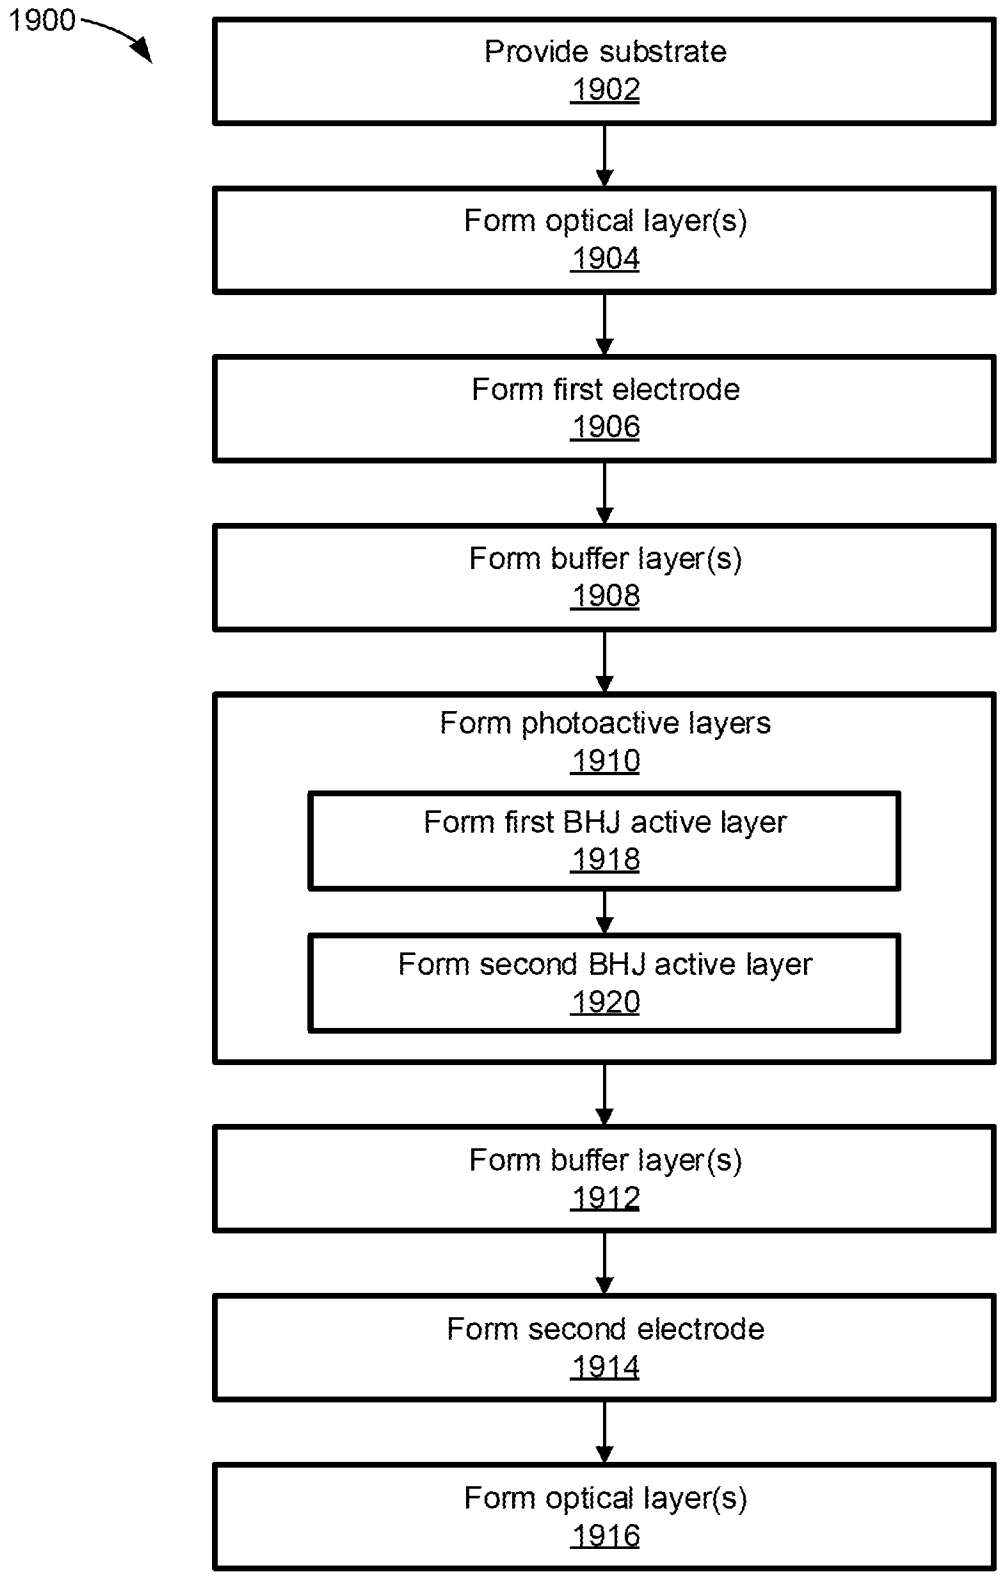 1900
Provide substrate
1902
Form optical layer(s)
1904
Form first electrode
1906
Form buffer layer(s)
1908
Form photoactive layers
1910
Form first BHJ active layer
1918
Form second BHJ active layer
1920
Form buffer layer(s)
1912
Form second electrode
1914
Form optical layer(s)
1916